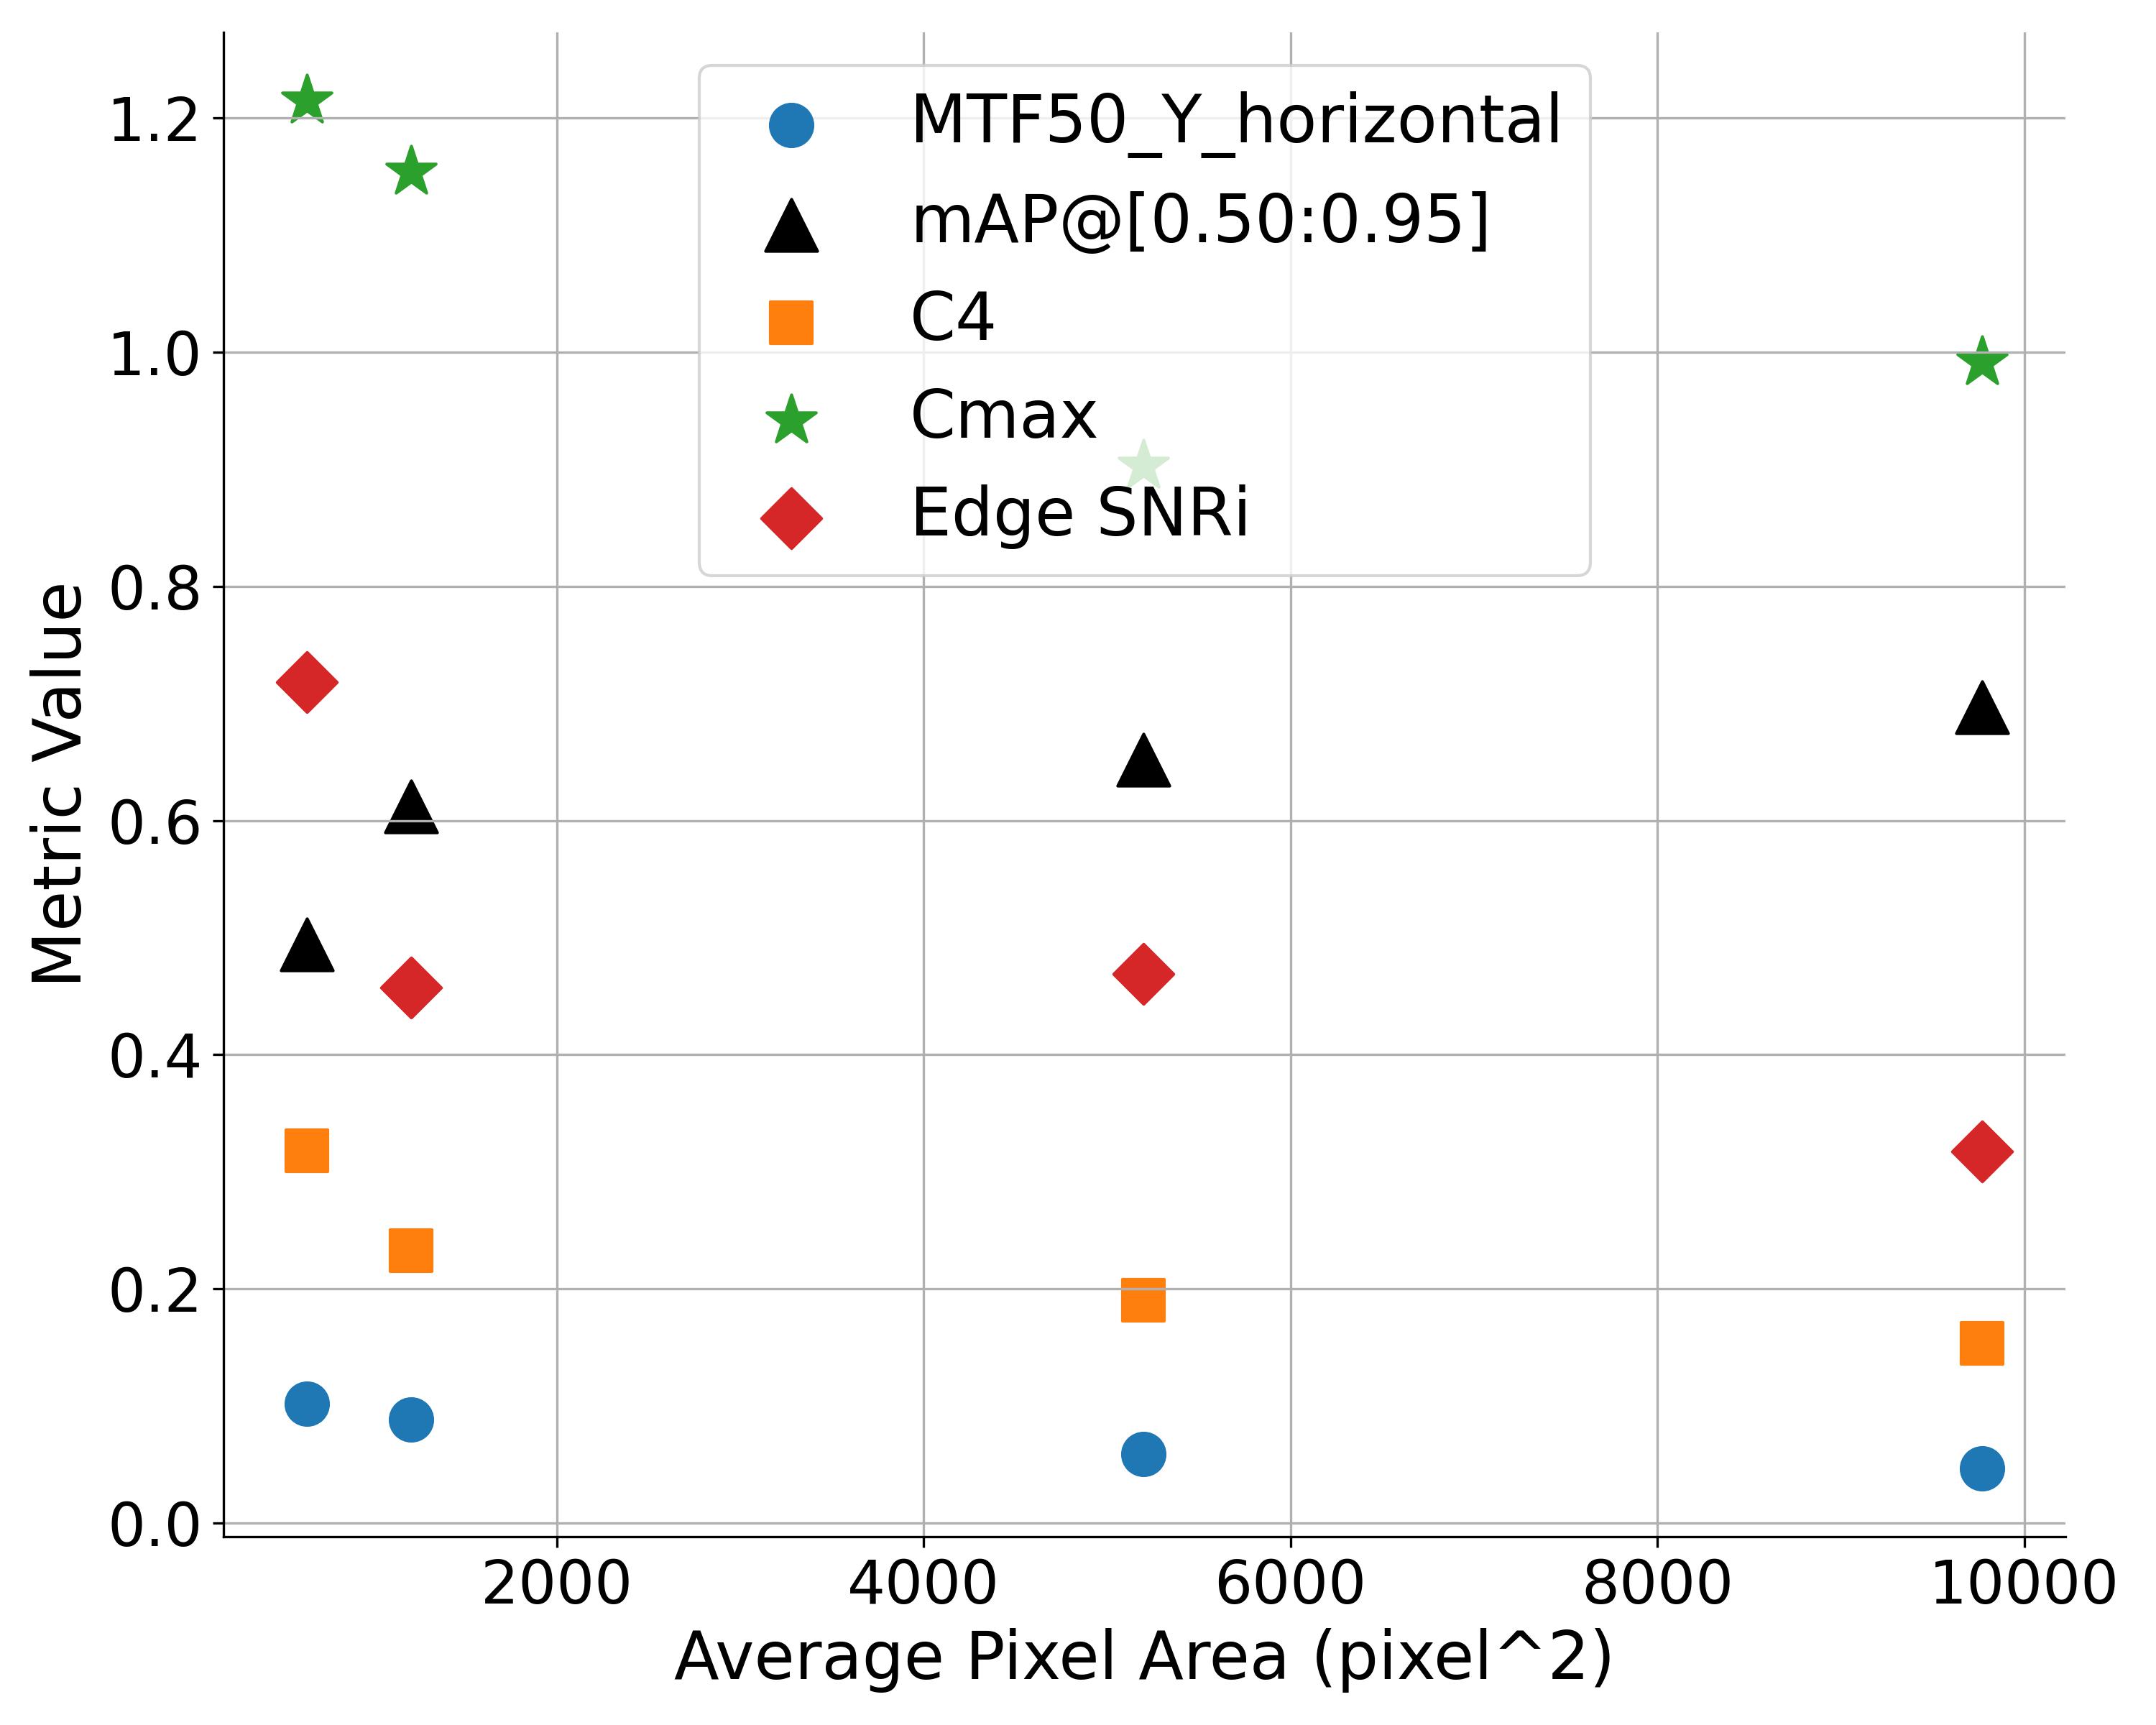 MTF50_Y_horizontal
mAP@[0.50:0.95]
C4
Cmax
Edge SNRi
Metric Value
1.2
1.0
0.8
0.6
0.4
0.2
0.0
2000 4000 6000 8000 10000
Average Pixel Area (pixel^2)